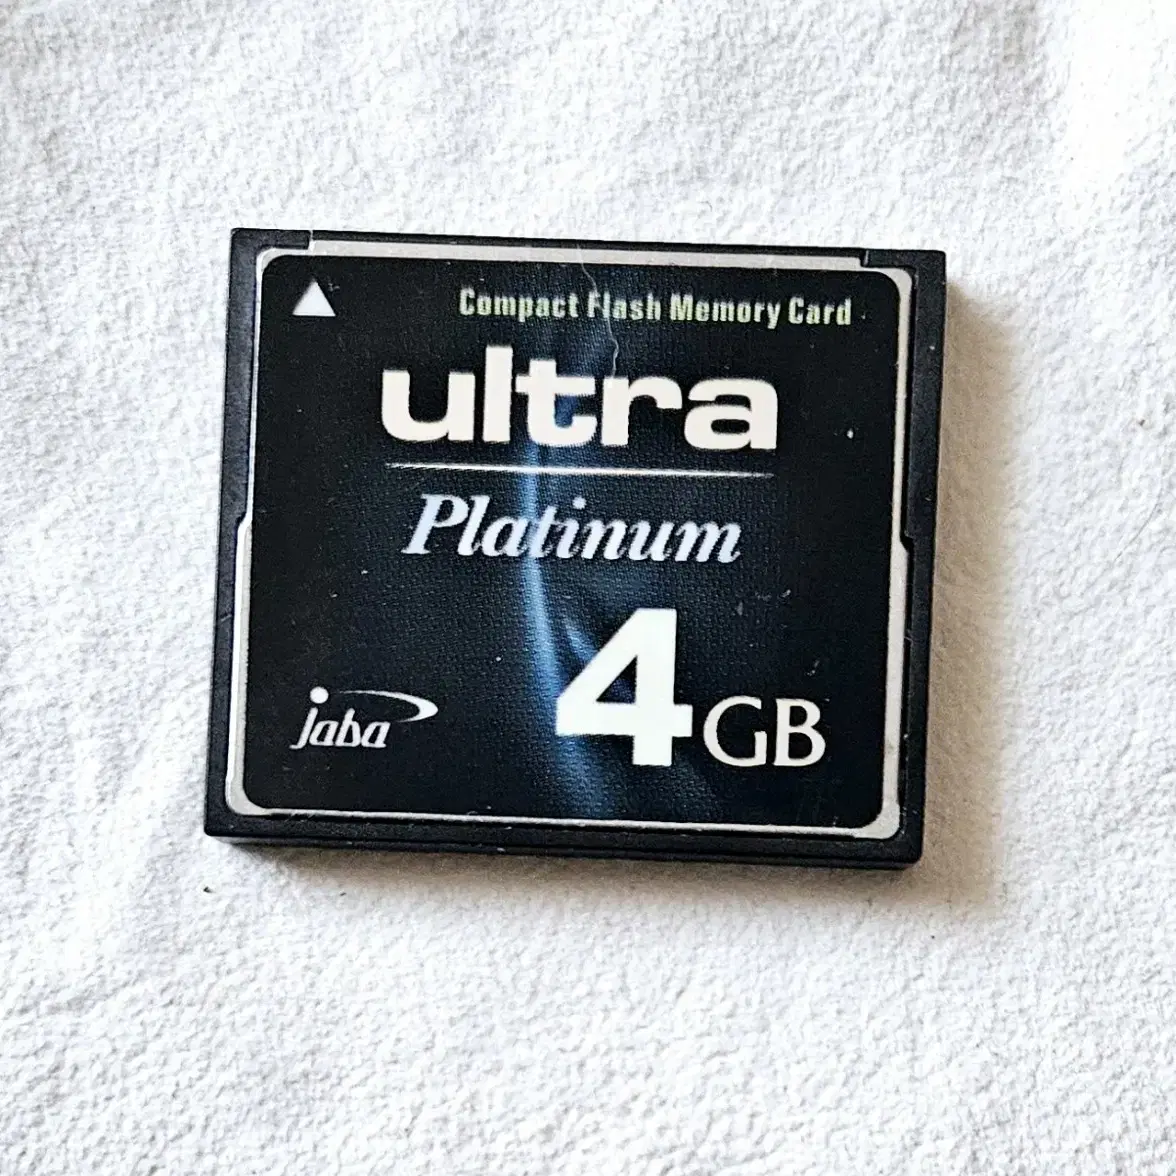 Compact Flash Memory Card
ultra
Platinum
4GB
jaba